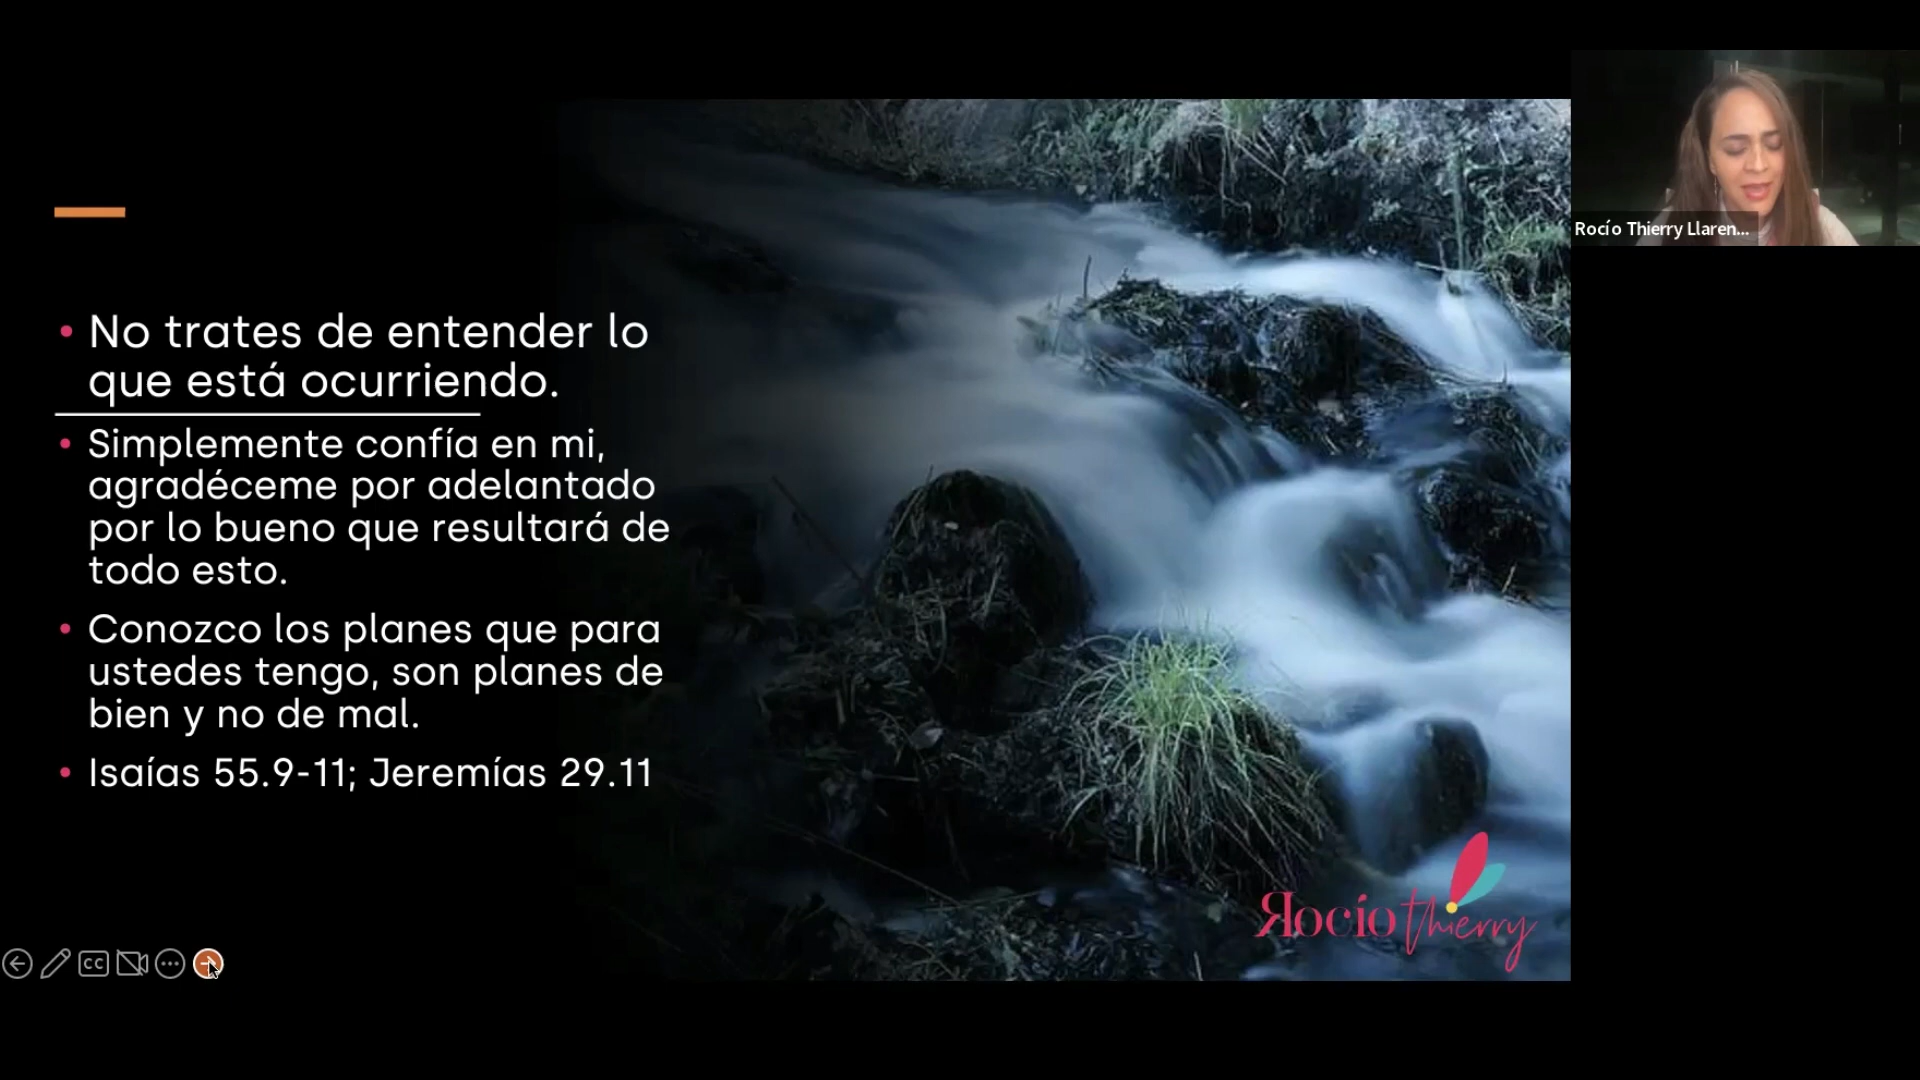 Rocío Thierry Llaren...
• No trates de entender lo
que está ocurriendo.
• Simplemente confía en mi,
agradéceme por adelantado
por lo bueno que resultará de
todo esto.
• Conozco los planes que para
ustedes tengo, son planes de
bien y no de mal.
• Isaías 55.9-11; Jeremías 29.11
Rocío thierry
CC